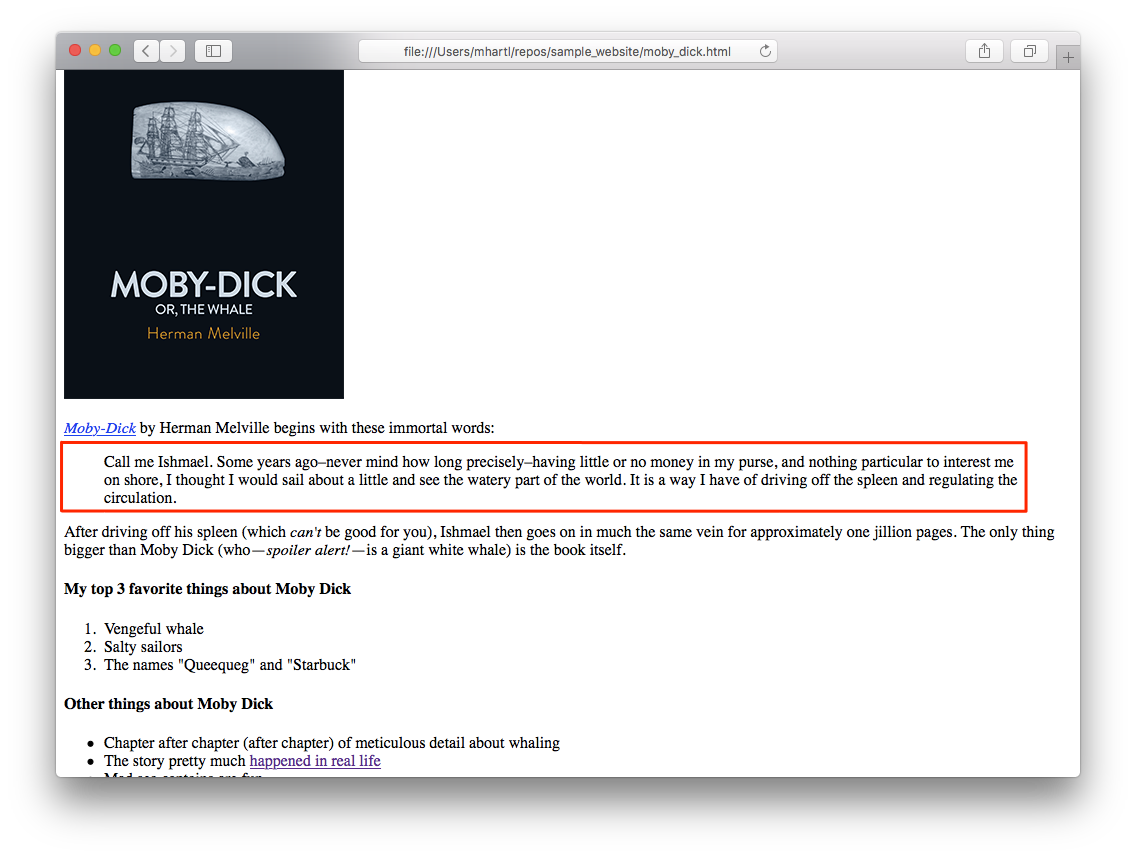 file:///Users/mhartl/repos/sample_website/moby_dick.html
MOBY-DICK
OR, THE WHALE
Herman Melville
Moby-Dick by Herman Melville begins with these immortal words:
Call me Ishmael. Some years ago–never mind how long precisely–having little or no money in my purse, and nothing particular to interest me
on shore, I thought I would sail about a little and see the watery part of the world. It is a way I have of driving off the spleen and regulating the
circulation.
After driving off his spleen (which can't be good for you), Ishmael then goes on in much the same vein for approximately one jillion pages. The only thing
bigger than Moby Dick (who—spoiler alert!—is a giant white whale) is the book itself.
My top 3 favorite things about Moby Dick
1. Vengeful whale
2. Salty sailors
3. The names "Queequeg" and "Starbuck"
Other things about Moby Dick
• Chapter after chapter (after chapter) of meticulous detail about whaling
• The story pretty much happened in real life